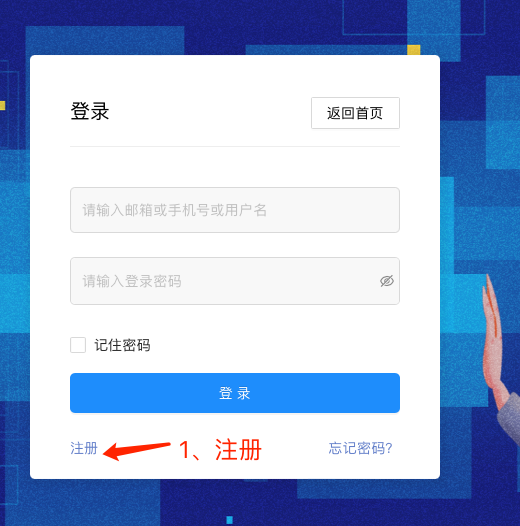 登录
返回首页
请输入邮箱或手机号或用户名
请输入登录密码
记住密码
登 录
注册
1、注册
忘记密码?